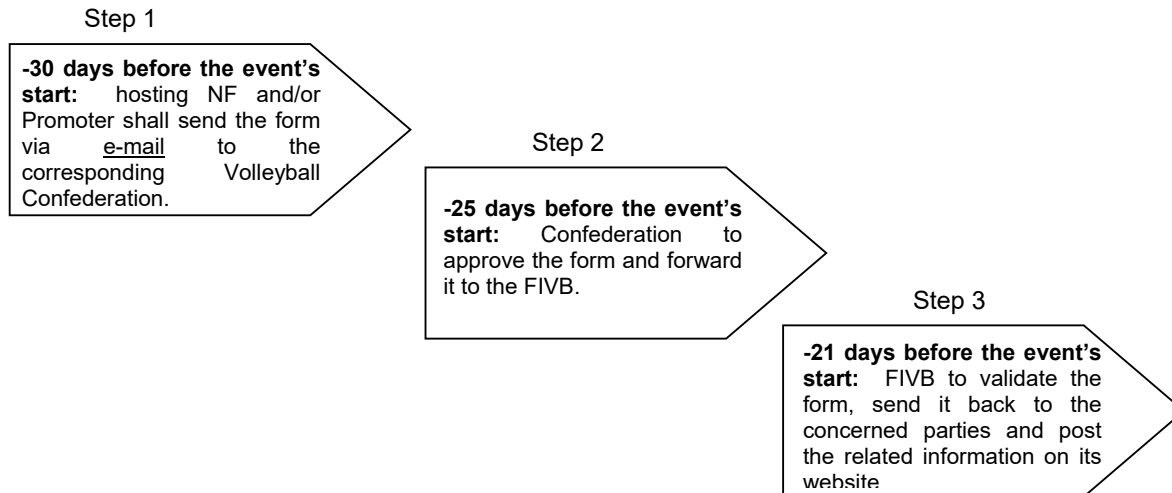 Step 1
-30 days before the event's
start: hosting NF and/or
Promoter shall send the form
via e-mail to the
corresponding Volleyball
Confederation.
Step 2
-25 days before the event's
start: Confederation to
approve the form and forward
it to the FIVB.
Step 3
-21 days before the event's
start: FIVB to validate the
form, send it back to the
concerned parties and post
the related information on its
website